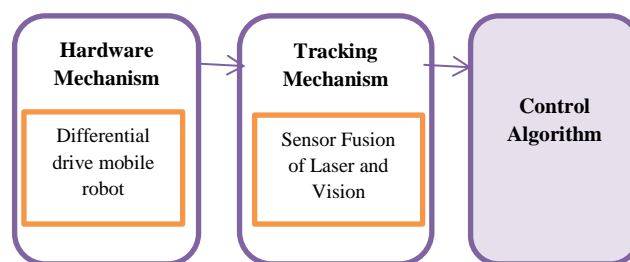 Hardware
Mechanism
Differential
drive mobile
robot
Tracking
Mechanism
Sensor Fusion
of Laser and
Vision
Control
Algorithm